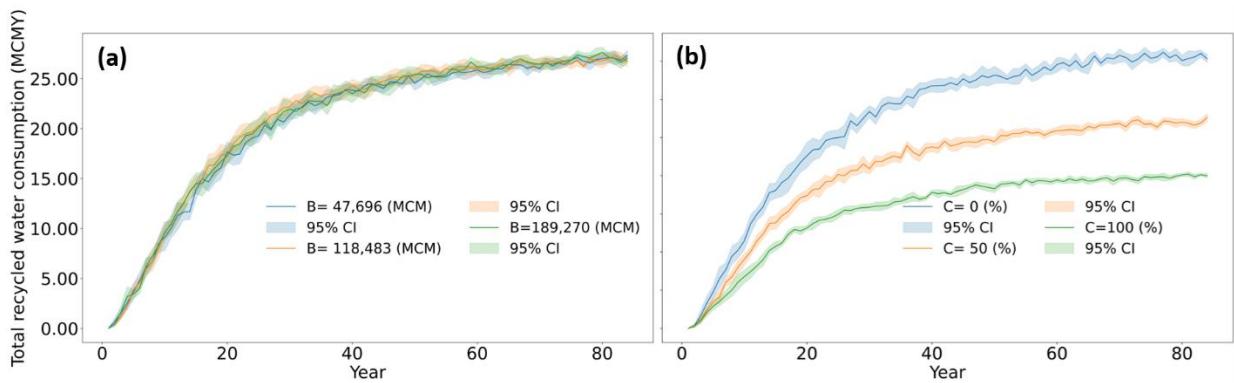 Total recycled water consumption (MCMY)
(a)
25.00
20.00
15.00
10.00
5.00
0.00
B= 47,696 (MCM)
95% CI
B= 118,483 (MCM)
95% CI
B=189,270 (MCM)
95% CI
0 20 40 60 80
Year
(b)
C= 0 (%)
95% CI
C= 50 (%)
95% CI
C=100 (%)
95% CI
0 20 40 60 80
Year